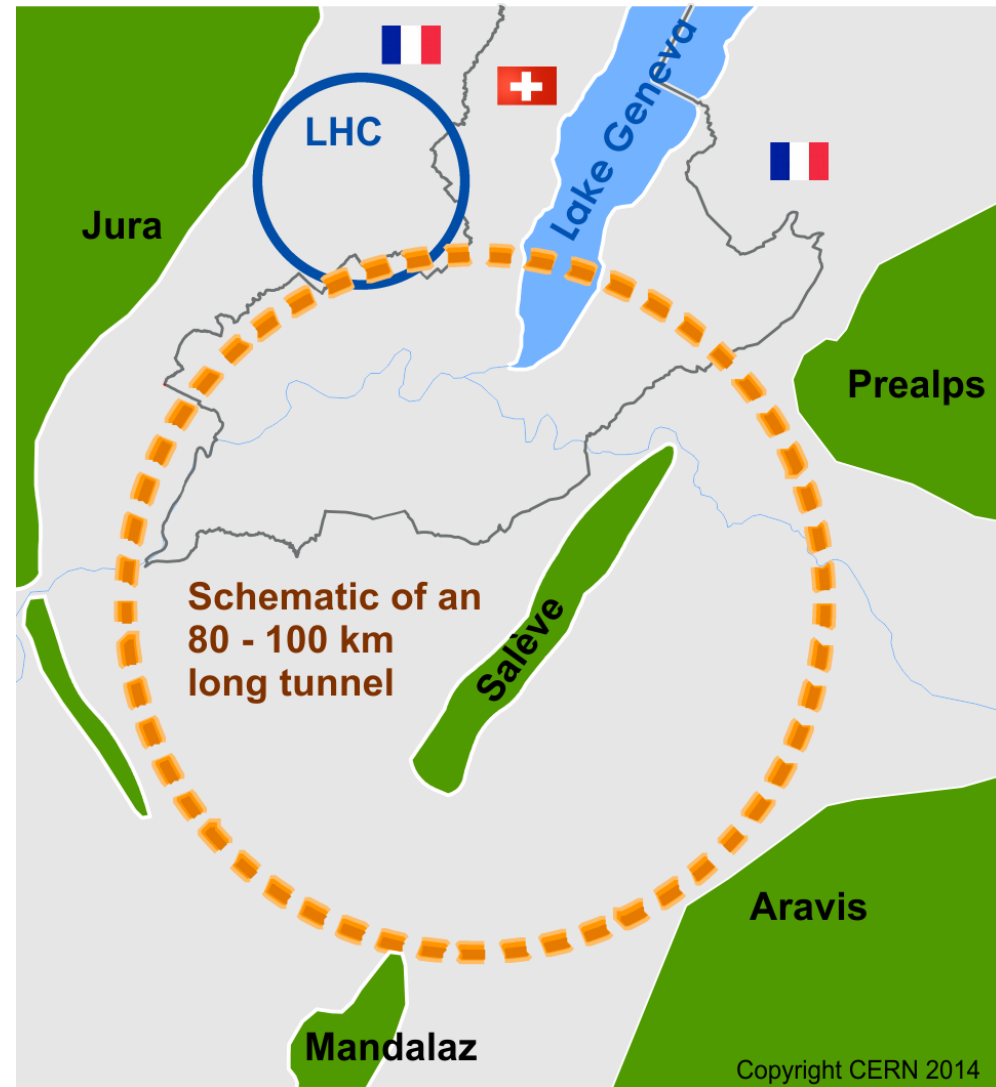 LHC
Lake Geneva
Jura
Prealps
Schematic of an
80 - 100 km
long tunnel
Salève
Aravis
Mandalaz
Copyright CERN 2014